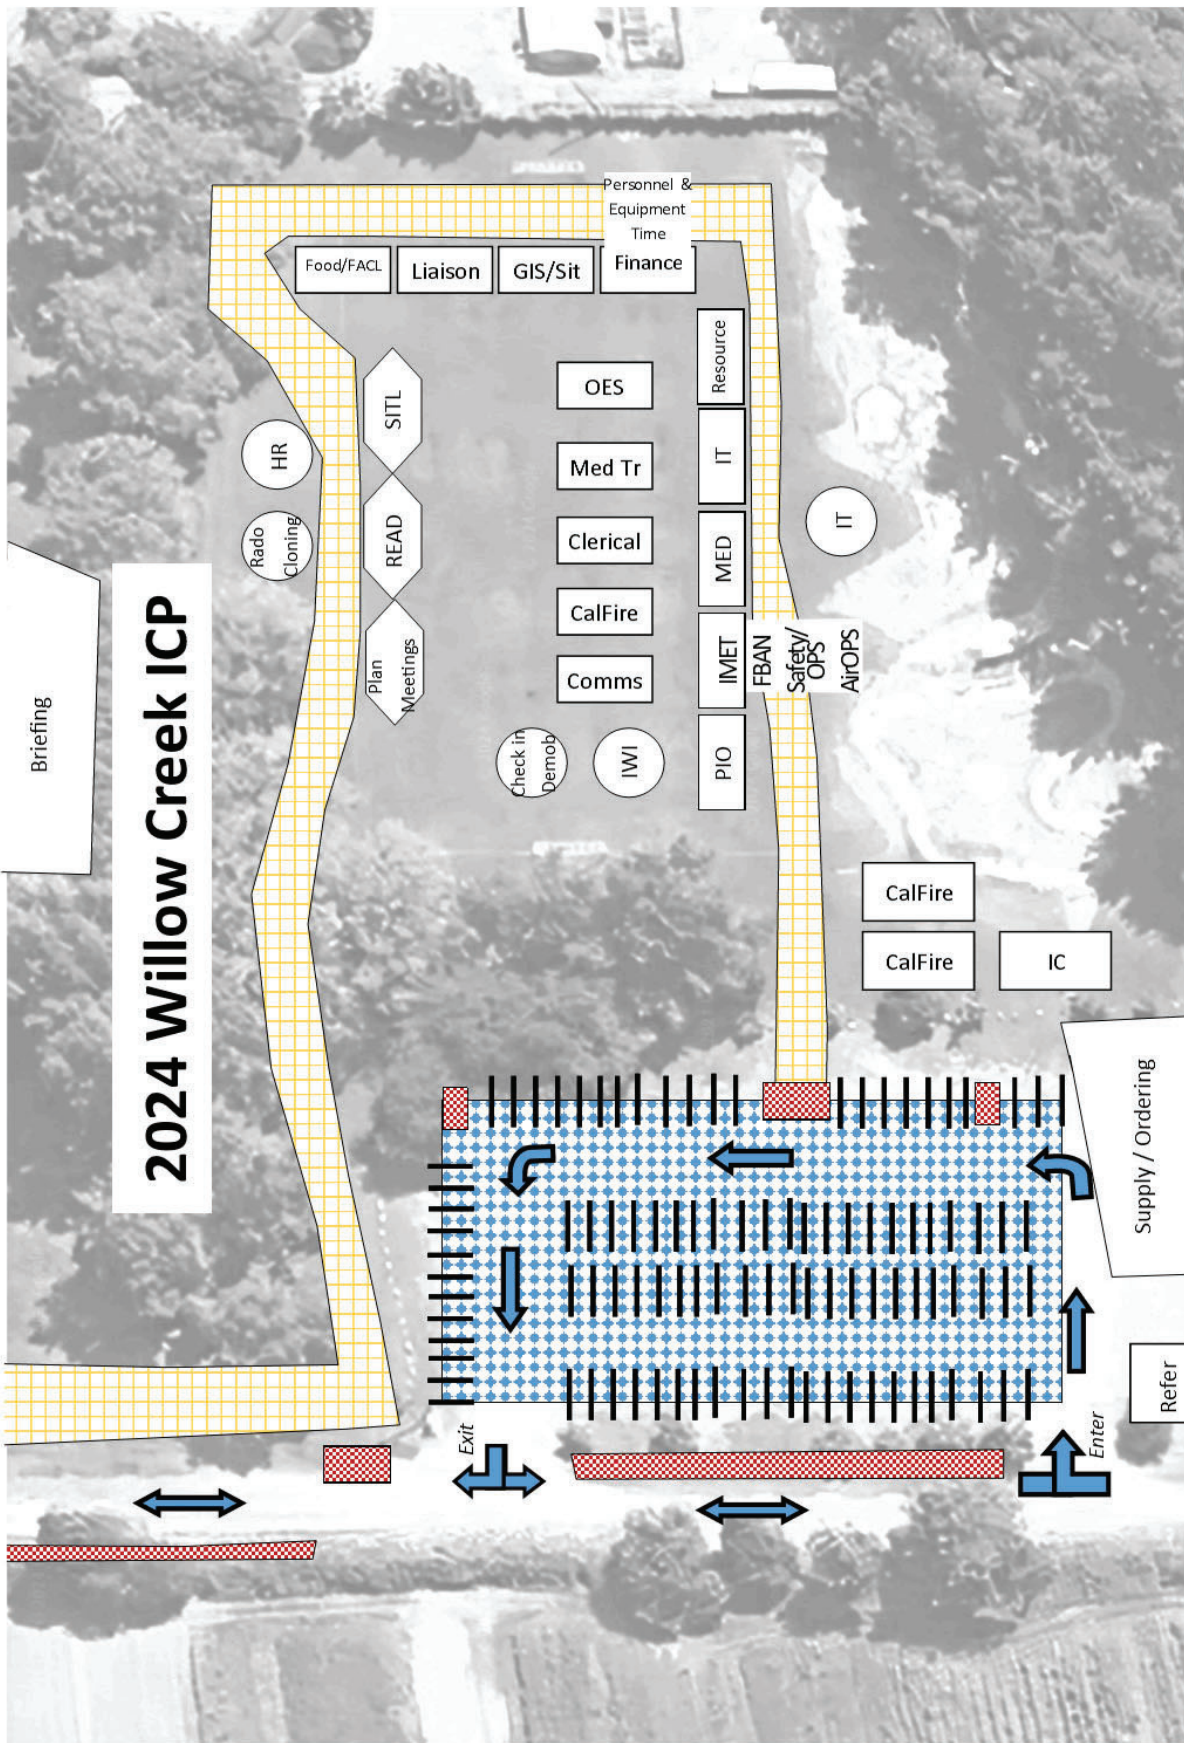 2024 Willow Creek ICP
Briefing
Personnel &
Equipment
Time
Food/FACL
Liaison
GIS/Sit
Finance
Resource
SITL
OES
HR
Med Tr
IT
Rado
Cloning
READ
Clerical
MED
IT
CalFire
Plan
Meetings
Comms
IMET
FBAN
Safety/
OPS
AirOPS
Check in
Demob
IWI
PIO
CalFire
CalFire
IC
Supply / Ordering
Refer
Exit
Enter